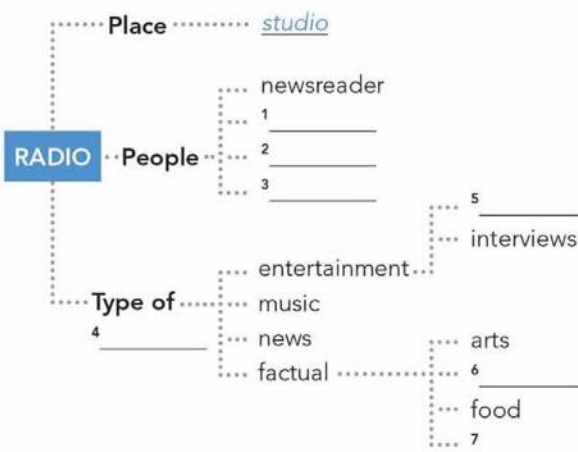 Place studio
newsreader
1
RADIO People 2
3
5
interviews
entertainment
Type of music
4
news
factual arts
6
food
7